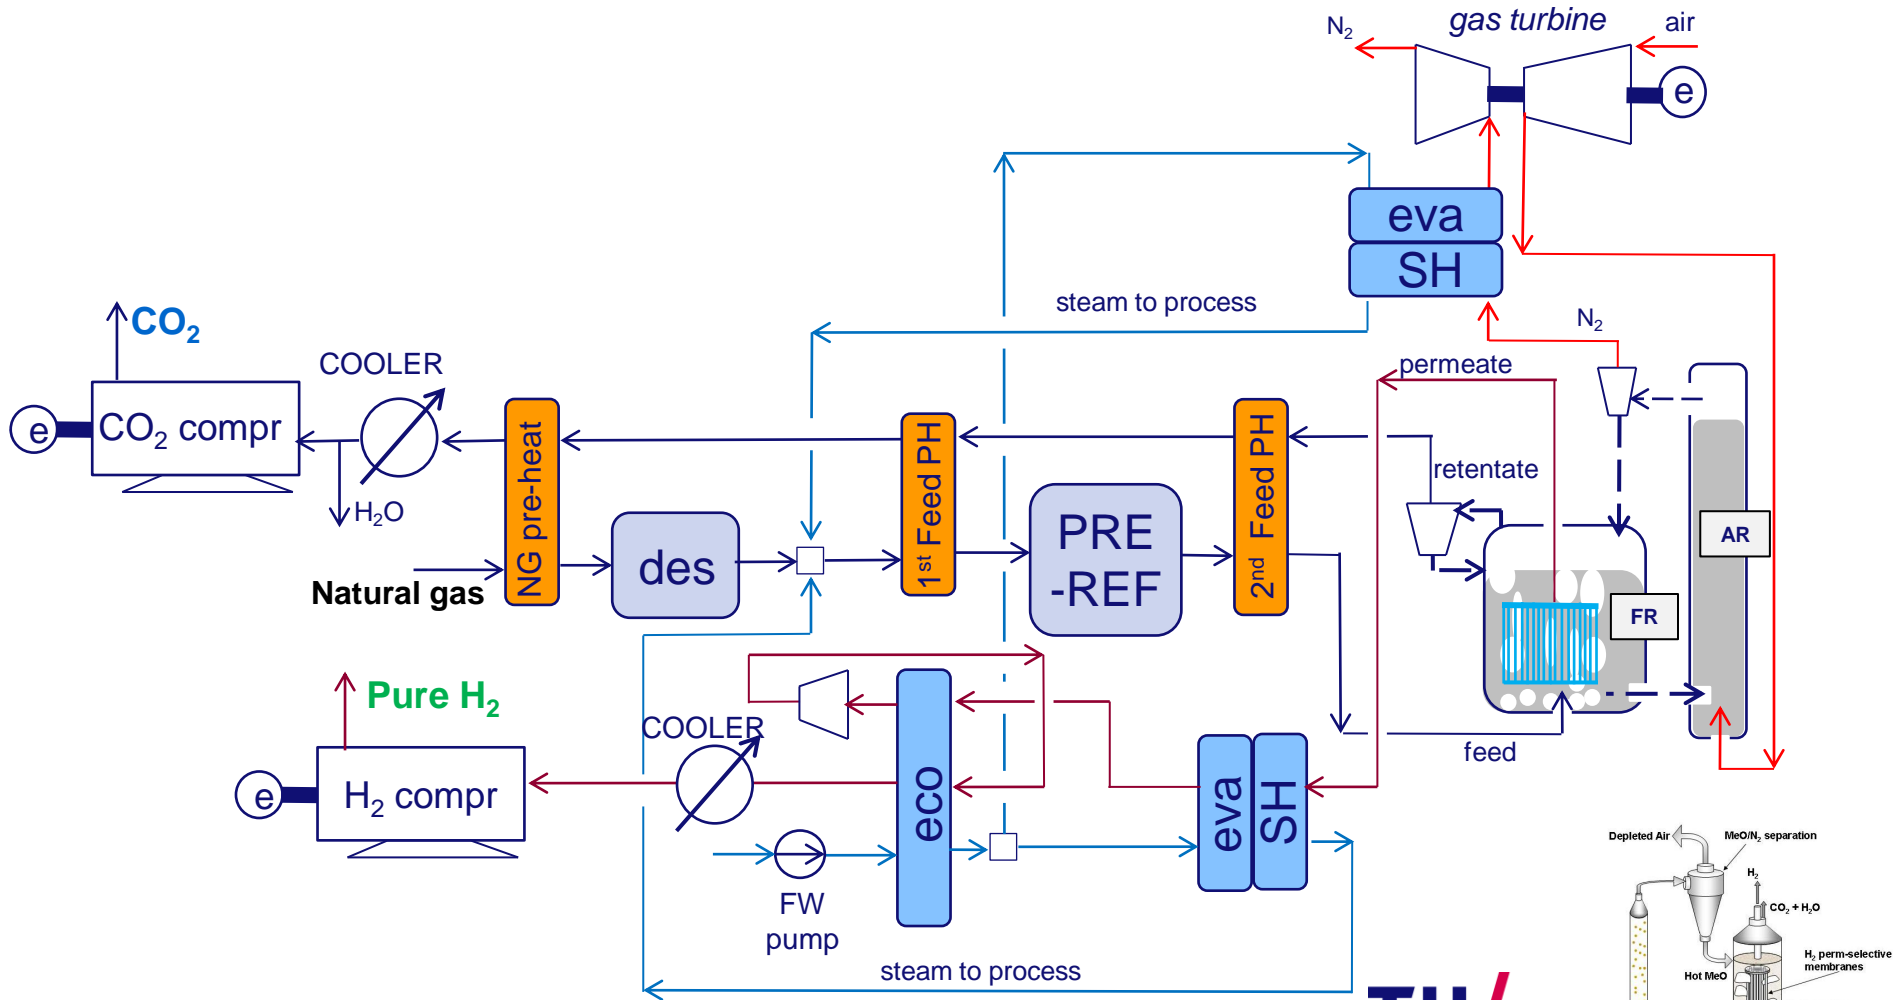 gas turbine
N2
air
e
eva
SH
steam to process
N2
CO2
permeate
COOLER
CO2 compr
e
NG pre-heat
1st Feed PH
2nd Feed PH
retentate
H2O
PRE
-REF
des
AR
Natural gas
FR
Pure H2
COOLER
feed
e
H2 compr
eco
eva
SH
FW
pump
steam to process
Depleted Air
MeO/N2 separation
H2
CO2 + H2O
H2 perm-selective
membranes
Hot MeO